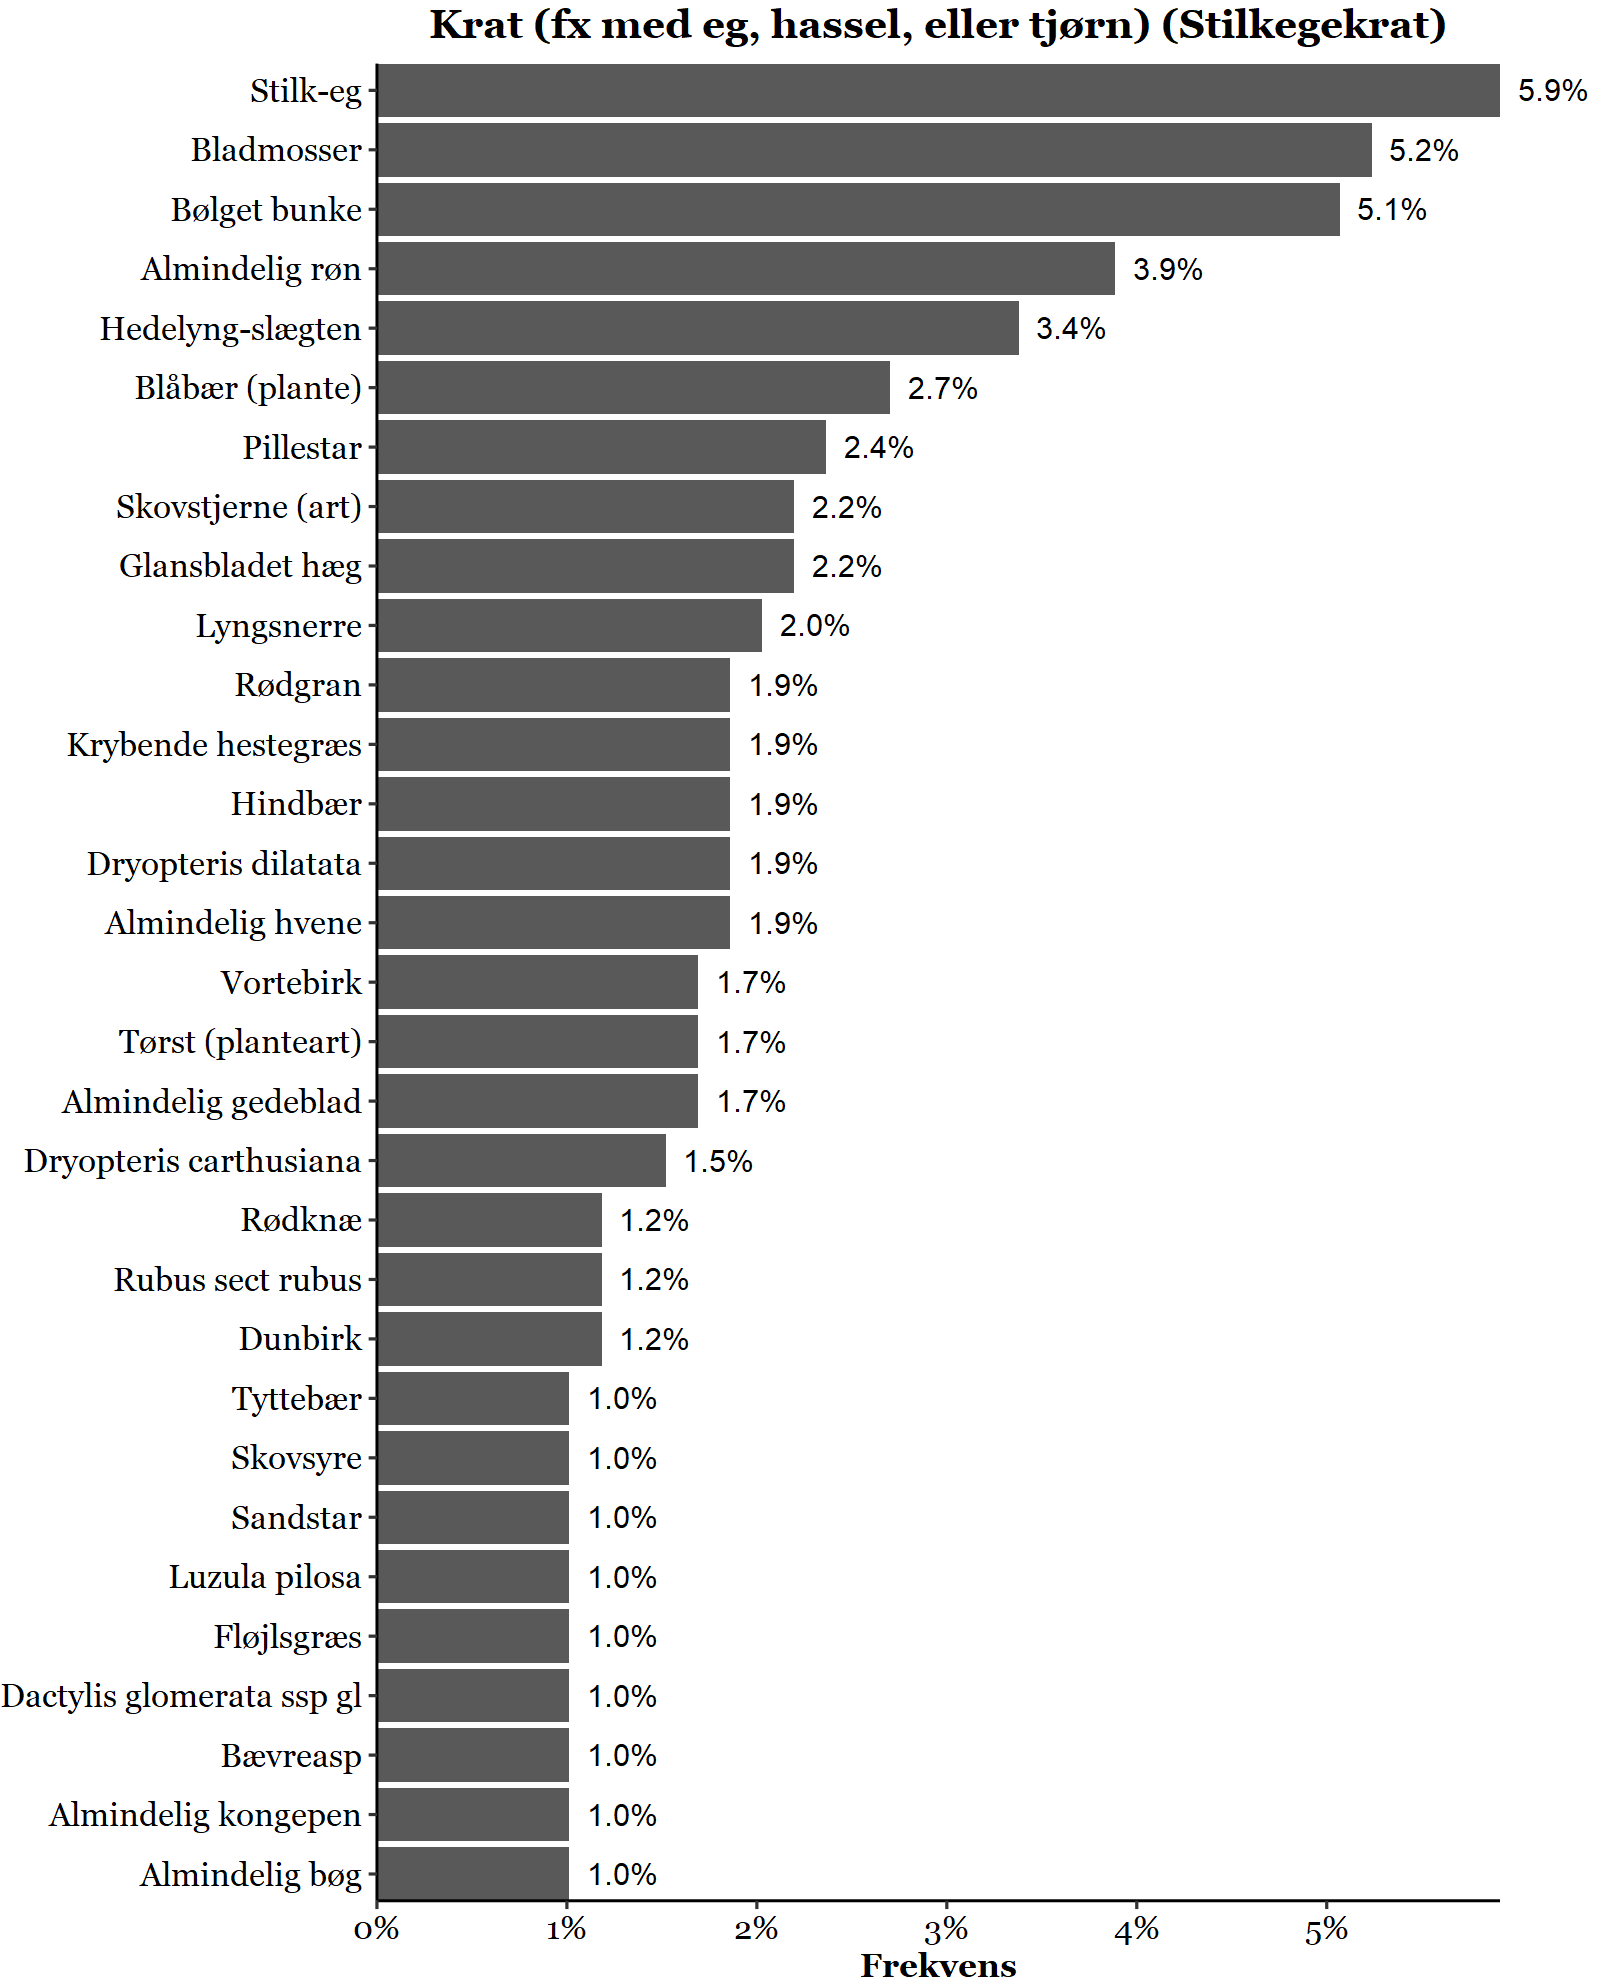 Krat (fx med eg, hassel, eller tjørn) (Stilkegekrat)
Stilk-eg 5.9%
Bladmosser 5.2%
Bølget bunke 5.1%
Almindelig røn 3.9%
Hedelyng-slægten 3.4%
Blåbær (plante) 2.7%
Pillestar 2.4%
Skovstjerne (art) 2.2%
Glansbladet hæg 2.2%
Lyngsnerre 2.0%
Rødgran 1.9%
Krybende hestegræs 1.9%
Hindbær 1.9%
Dryopteris dilatata 1.9%
Almindelig hvene 1.9%
Vortebirk 1.7%
Tørst (planteart) 1.7%
Almindelig gedeblad 1.7%
Dryopteris carthusiana 1.5%
Rødknæ 1.2%
Rubus sect rubus 1.2%
Dunbirk 1.2%
Tyttebær 1.0%
Skovsyre 1.0%
Sandstar 1.0%
Luzula pilosa 1.0%
Fløjlsgræs 1.0%
Dactylis glomerata ssp gl 1.0%
Bævreasp 1.0%
Almindelig kongepen 1.0%
Almindelig bøg 1.0%
0% 1% 2% 3% 4% 5%
Frekvens